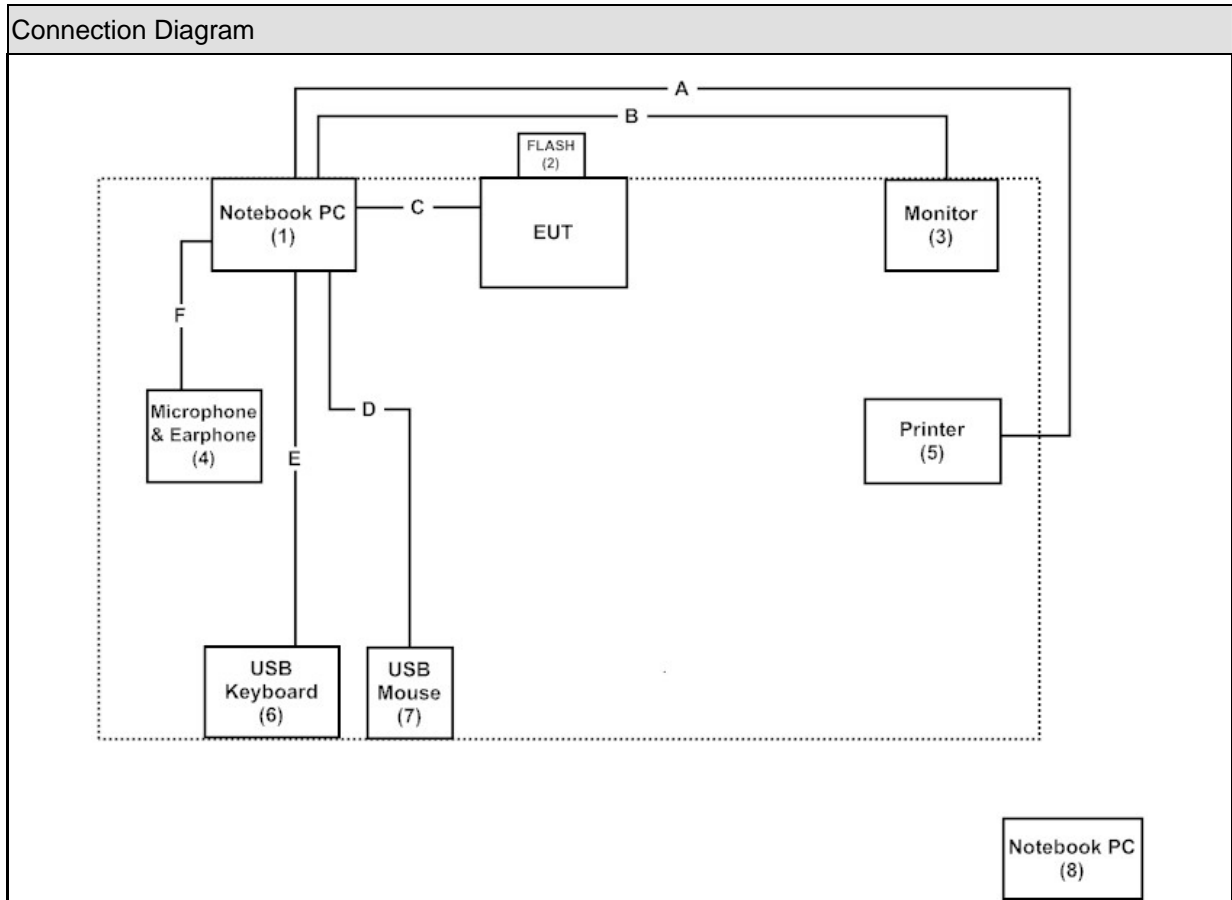 Connection Diagram
A
B
FLASH
(2)
Notebook PC
(1)
C
EUT
Monitor
(3)
F
Microphone
& Earphone
(4)
D
E
Printer
(5)
USB
Keyboard
(6)
USB
Mouse
(7)
Notebook PC
(8)